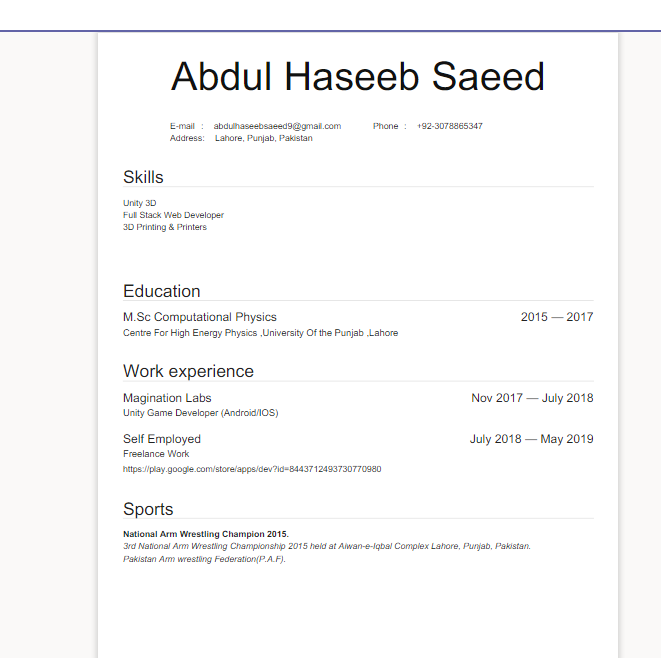 Abdul Haseeb Saeed
E-mail : abdulhaseebsaeed9@gmail.com Phone : +92-3078865347
Address: Lahore, Punjab, Pakistan
Skills
Unity 3D
Full Stack Web Developer
3D Printing & Printers
Education
M.Sc Computational Physics 2015 — 2017
Centre For High Energy Physics ,University Of the Punjab ,Lahore
Work experience
Magination Labs Nov 2017 — July 2018
Unity Game Developer (Android/IOS)
Self Employed July 2018 — May 2019
Freelance Work
https://play.google.com/store/apps/dev?id=8443712493730770980
Sports
National Arm Wrestling Champion 2015.
3rd National Arm Wrestling Championship 2015 held at Aiwan-e-Iqbal Complex Lahore, Punjab, Pakistan.
Pakistan Arm wrestling Federation(P.A.F).